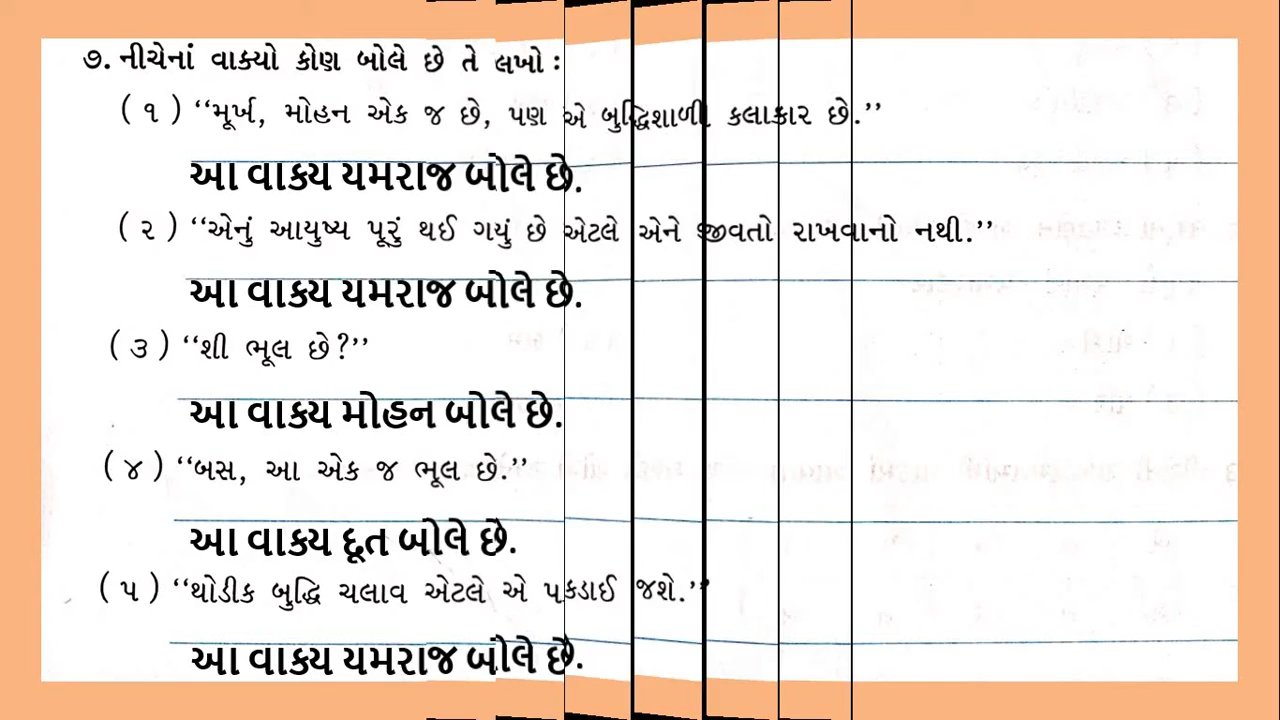 ૭. નીચેનાં વાક્યો કોણ બોલે છે તે લખો :
( ૧ ) “મૂર્ખ, મોહન એક જ છે, પણ એ બુદ્ધિશાળી કલાકાર છે.”
આ વાક્ય યમરાજ બોલે છે.
( ૨ ) “એનું આયુષ્ય પૂરું થઈ ગયું છે એટલે એને જીવતો રાખવાનો નથી.”
આ વાક્ય યમરાજ બોલે છે.
( ૩ ) “શી ભૂલ છે?”
આ વાક્ય મોહન બોલે છે.
( ૪ ) “બસ, આ એક જ ભૂલ છે.”
આ વાક્ય દૂત બોલે છે.
( ૫ ) “થોડીક બુદ્ધિ ચલાવ એટલે એ પકડાઈ જશે.”
આ વાક્ય યમરાજ બોલે છે.